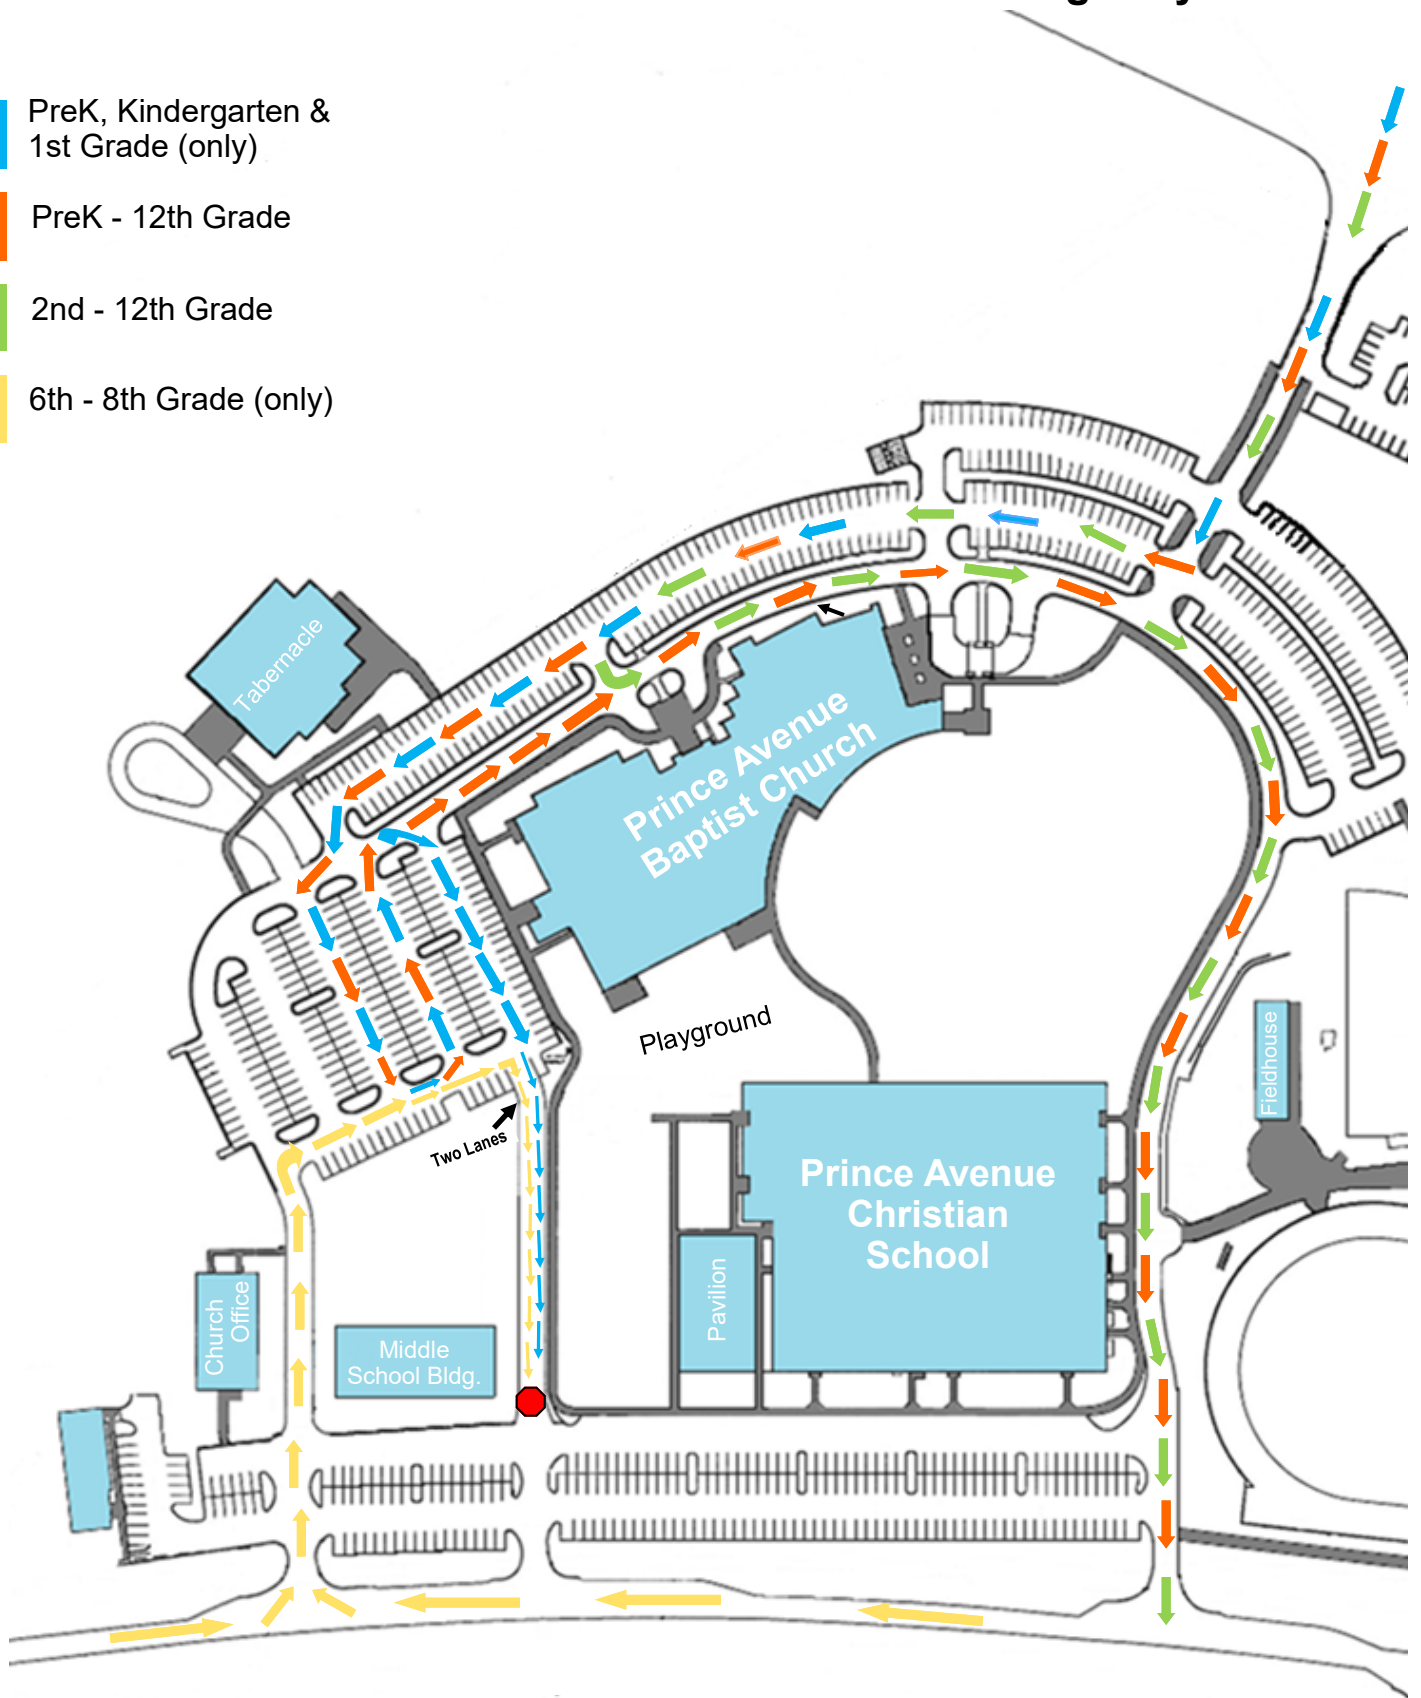 PreK, Kindergarten &
1st Grade (only)
PreK - 12th Grade
2nd - 12th Grade
6th - 8th Grade (only)
Tabernacle
Prince Avenue
Baptist Church
Playground
Fieldhouse
Two Lanes
Prince Avenue
Christian
School
Pavilion
Church
Office
Middle
School Bldg.